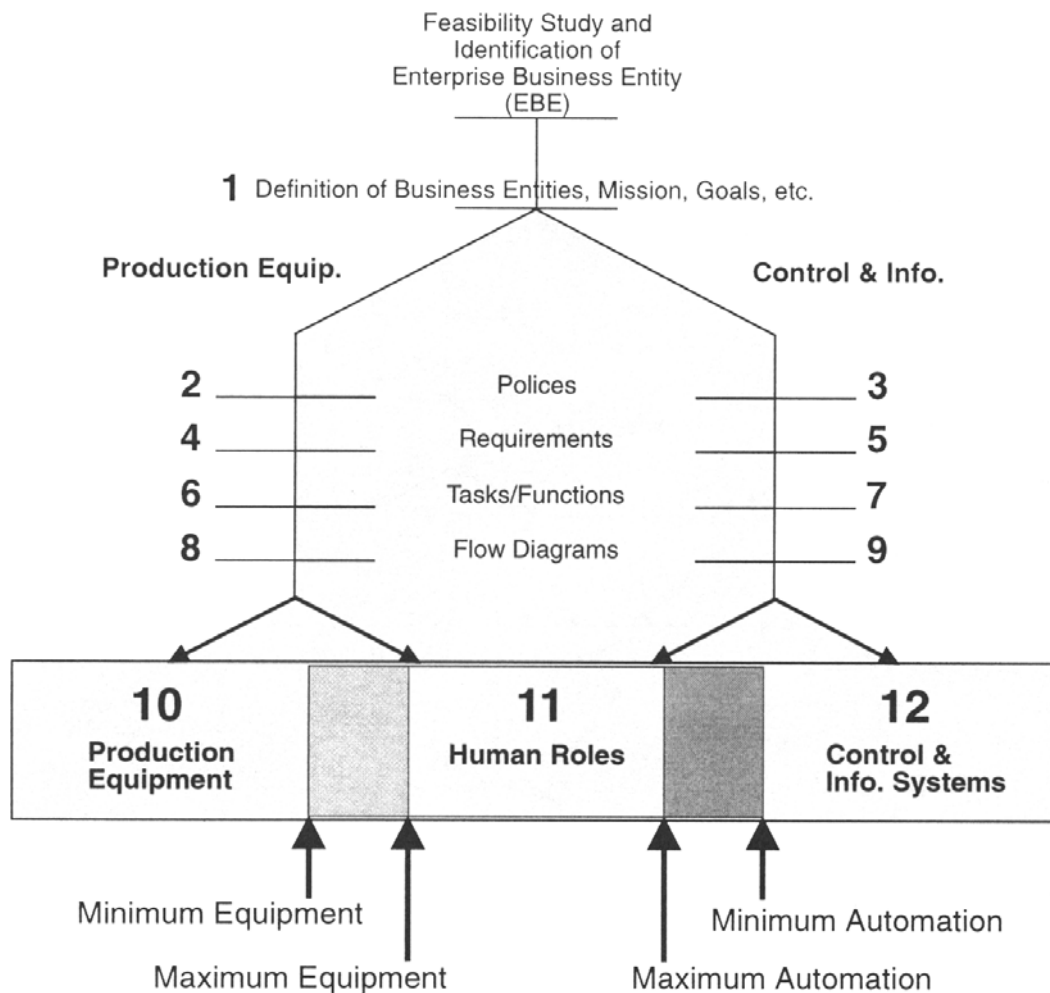 Feasibility Study and
Identification of
Enterprise Business Entity
(EBE)
1 Definition of Business Entities, Mission, Goals, etc.
Production Equip.
Control & Info.
2 Polices 3
4 Requirements 5
6 Tasks/Functions 7
8 Flow Diagrams 9
10 11 12
Production
Equipment
Human Roles
Control &
Info. Systems
Minimum Equipment
Minimum Automation
Maximum Equipment
Maximum Automation